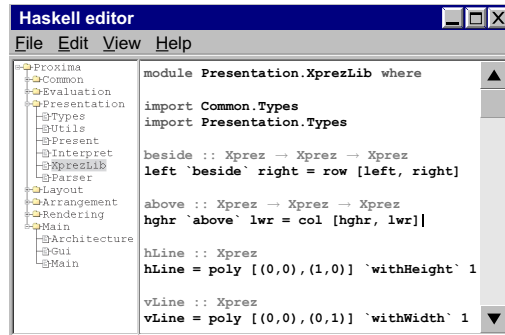 Haskell editor
File Edit View Help
Proxima
Common
Evaluation
Presentation
Types
Utils
Present
Interpret
XprezLib
Parser
Layout
Arrangement
Rendering
Main
Architecture
Gui
Main
module Presentation.XprezLib where
import Common.Types
import Presentation.Types
beside :: Xprez → Xprez → Xprez
left `beside` right = row [left, right]
above :: Xprez → Xprez → Xprez
hghr `above` lwr = col [hghr, lwr]
hLine :: Xprez
hLine = poly [(0,0),(1,0)] `withHeight` 1
vLine :: Xprez
vLine = poly [(0,0),(0,1)] `withWidth` 1